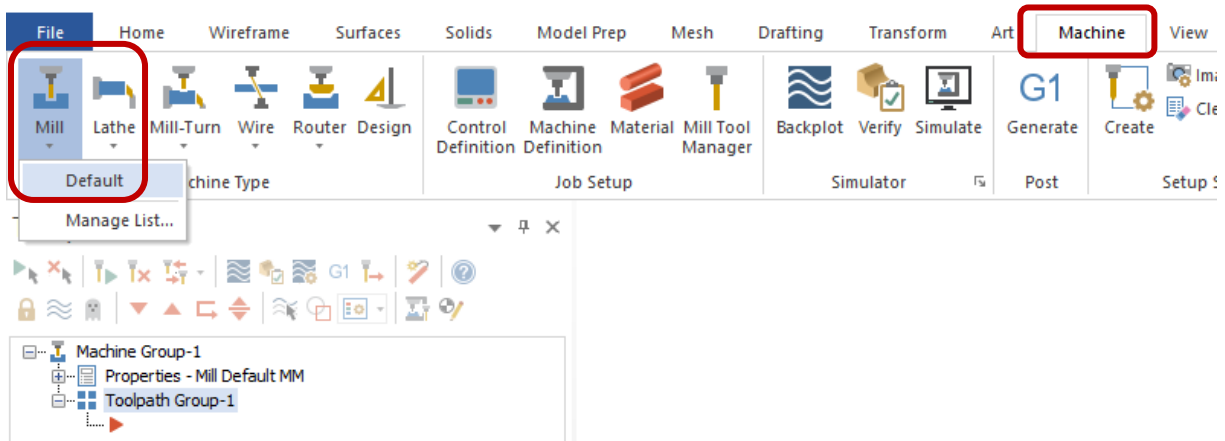 File Home Wireframe Surfaces Solids Model Prep Mesh Drafting Transform Art Machine View
Mill Lathe Mill-Turn Wire Router Design Control Definition Machine Definition Material Mill Tool Manager Backplot Verify Simulate G1 Generate Create
Default
Manage List...
Type Job Setup Simulator Post Setup
G1
Machine Group-1
Properties - Mill Default MM
Toolpath Group-1